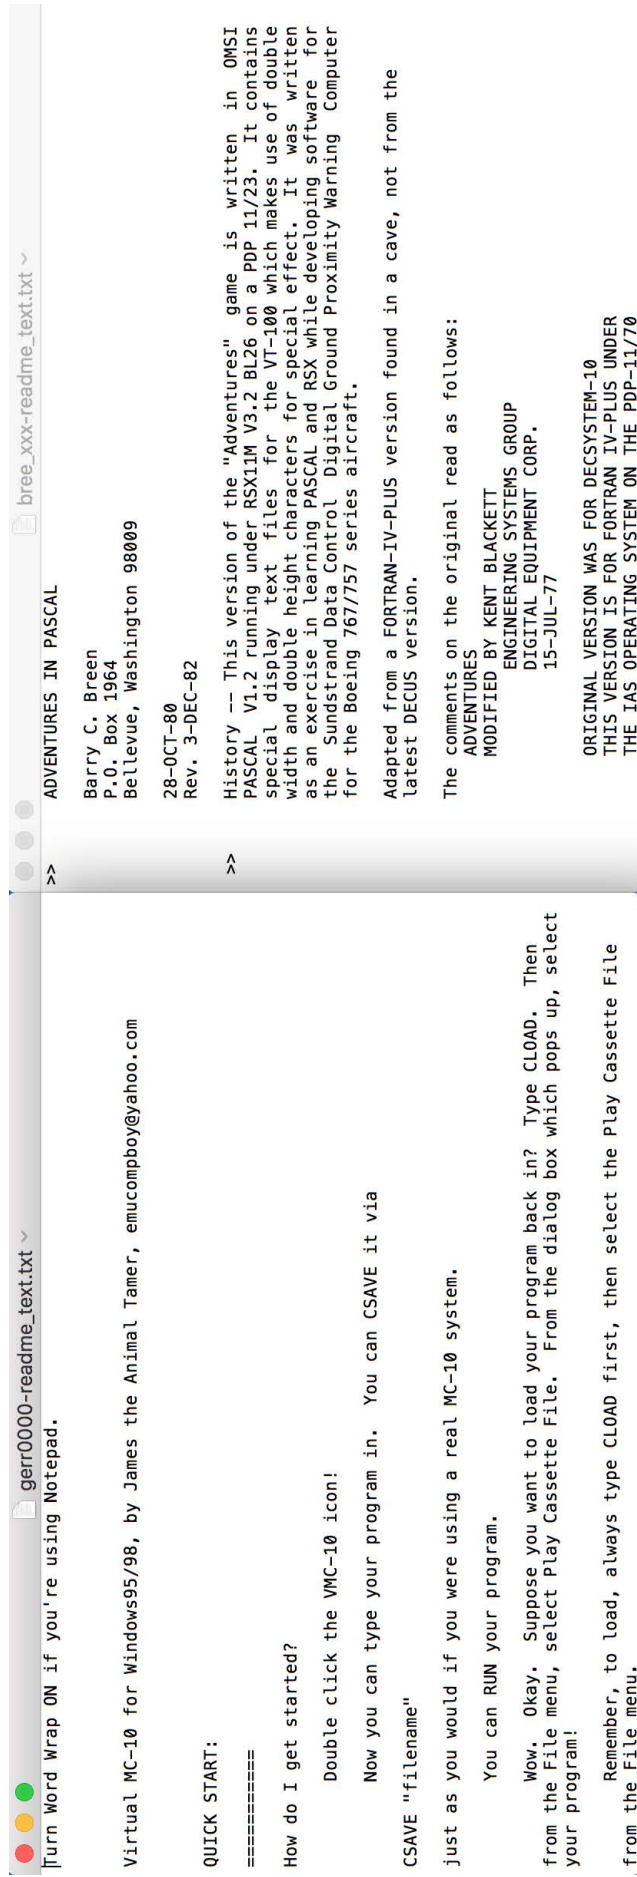 gerr0000-readme_text.txt
Turn Word Wrap ON if you're using Notepad.
Virtual MC-10 for Windows95/98, by James the Animal Tamer, emucompboy@yahoo.com
QUICK START:
===========
How do I get started?
Double click the VMC-10 icon!
Now you can type your program in.  You can CSAVE it via
CSAVE "filename"
just as you would if you were using a real MC-10 system.
You can RUN your program.
Wow.  Okay.  Suppose you want to load your program back in?  Type CLOAD.  Then
from the File menu, select Play Cassette File.  From the dialog box which pops up, select
your program!
Remember, to load, always type CLOAD first, then select the Play Cassette File
from the File menu.
bree_xxx-readme_text.txt
>> ADVENTURES IN PASCAL
Barry C. Breen
P.O. Box 1964
Bellevue, Washington 98009
28-OCT-80
Rev. 3-DEC-82
>> History -- This version of the "Adventures"  game  is  written  in  OMSI
PASCAL  V1.2 running under RSX11M V3.2 BL26 on a PDP 11/23.  It contains
special  display  text  files  for  the VT-100 which makes use of double
width and double height characters for special effect.  It  was  written
as an exercise in learning PASCAL and RSX while developing software  for
the  Sundstrand Data Control  Digital Ground Proximity Warning  Computer
for the Boeing 767/757 series aircraft.
Adapted from a FORTRAN-IV-PLUS version found in a cave, not from the
latest DECUS version.
The comments on the original read as follows:
ADVENTURES
MODIFIED BY KENT BLACKETT
ENGINEERING SYSTEMS GROUP
DIGITAL EQUIPMENT CORP.
15-JUL-77
ORIGINAL VERSION WAS FOR DECSYSTEM-10
THIS VERSION IS FOR FORTRAN IV-PLUS UNDER
THE IAS OPERATING SYSTEM ON THE PDP-11/70